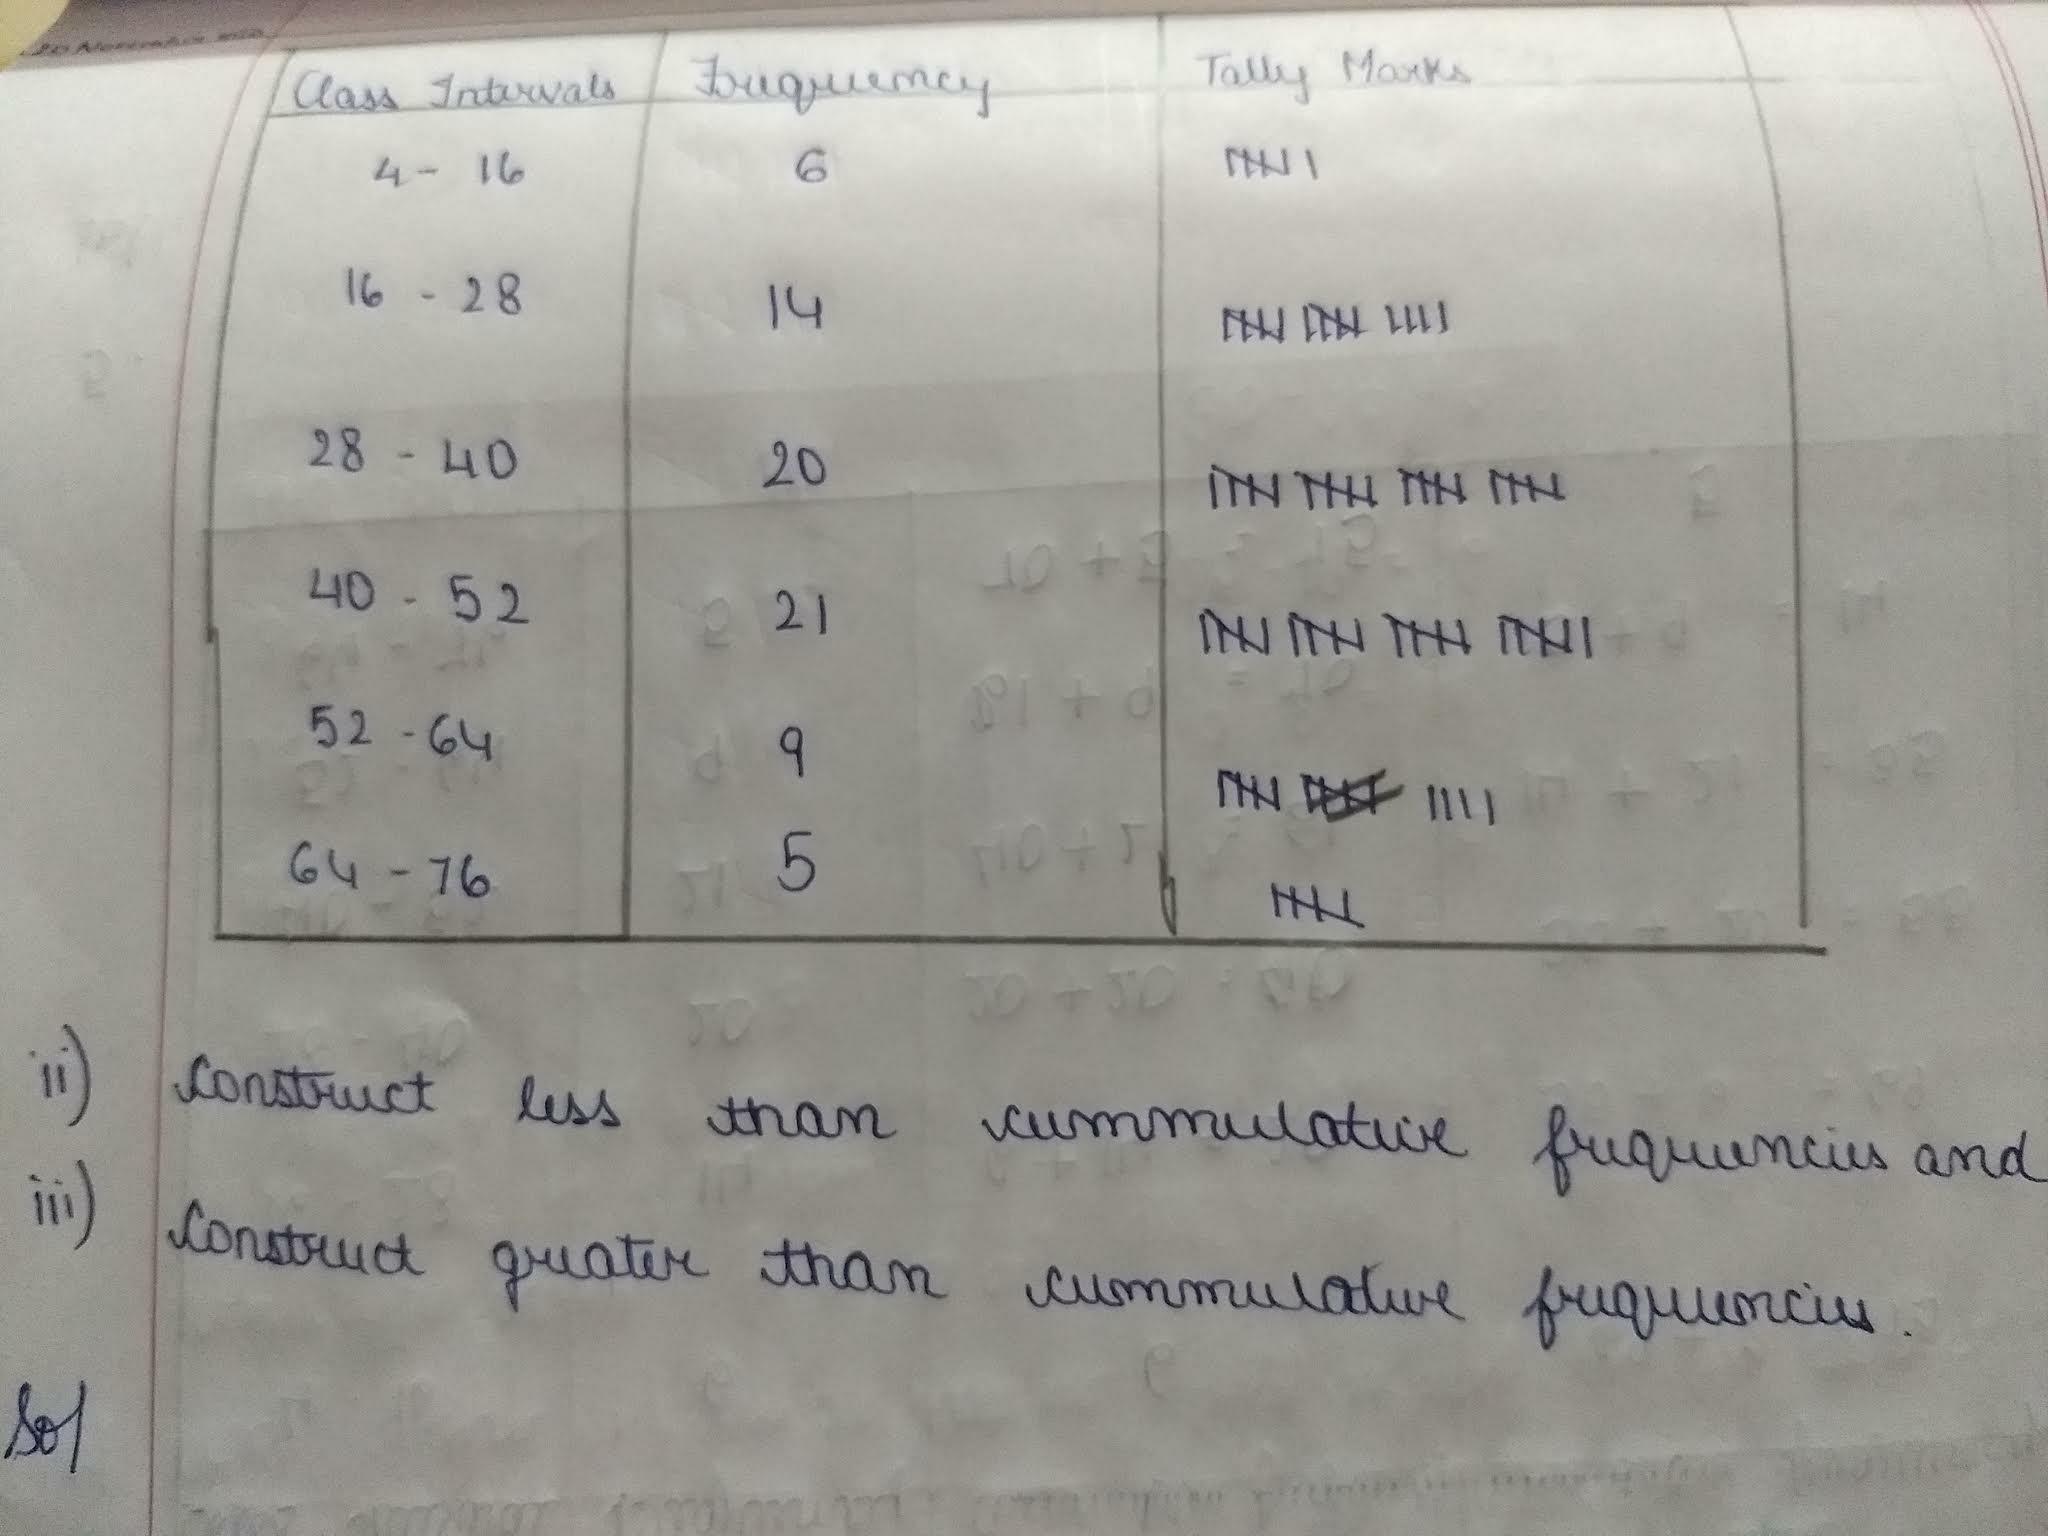 Class Intervals Frequency Tally Marks
4 - 16 6 |||| |
16 - 28 14 |||| |||| ||||
28 - 40 20 |||| |||| |||| ||||
40 - 52 21 |||| |||| |||| |||| |
52 - 64 9 |||| ||||
64 - 76 5 ||||
ii) Construct less than cummulative frequencies and
iii) Construct greater than cummulative frequencies.
Sol